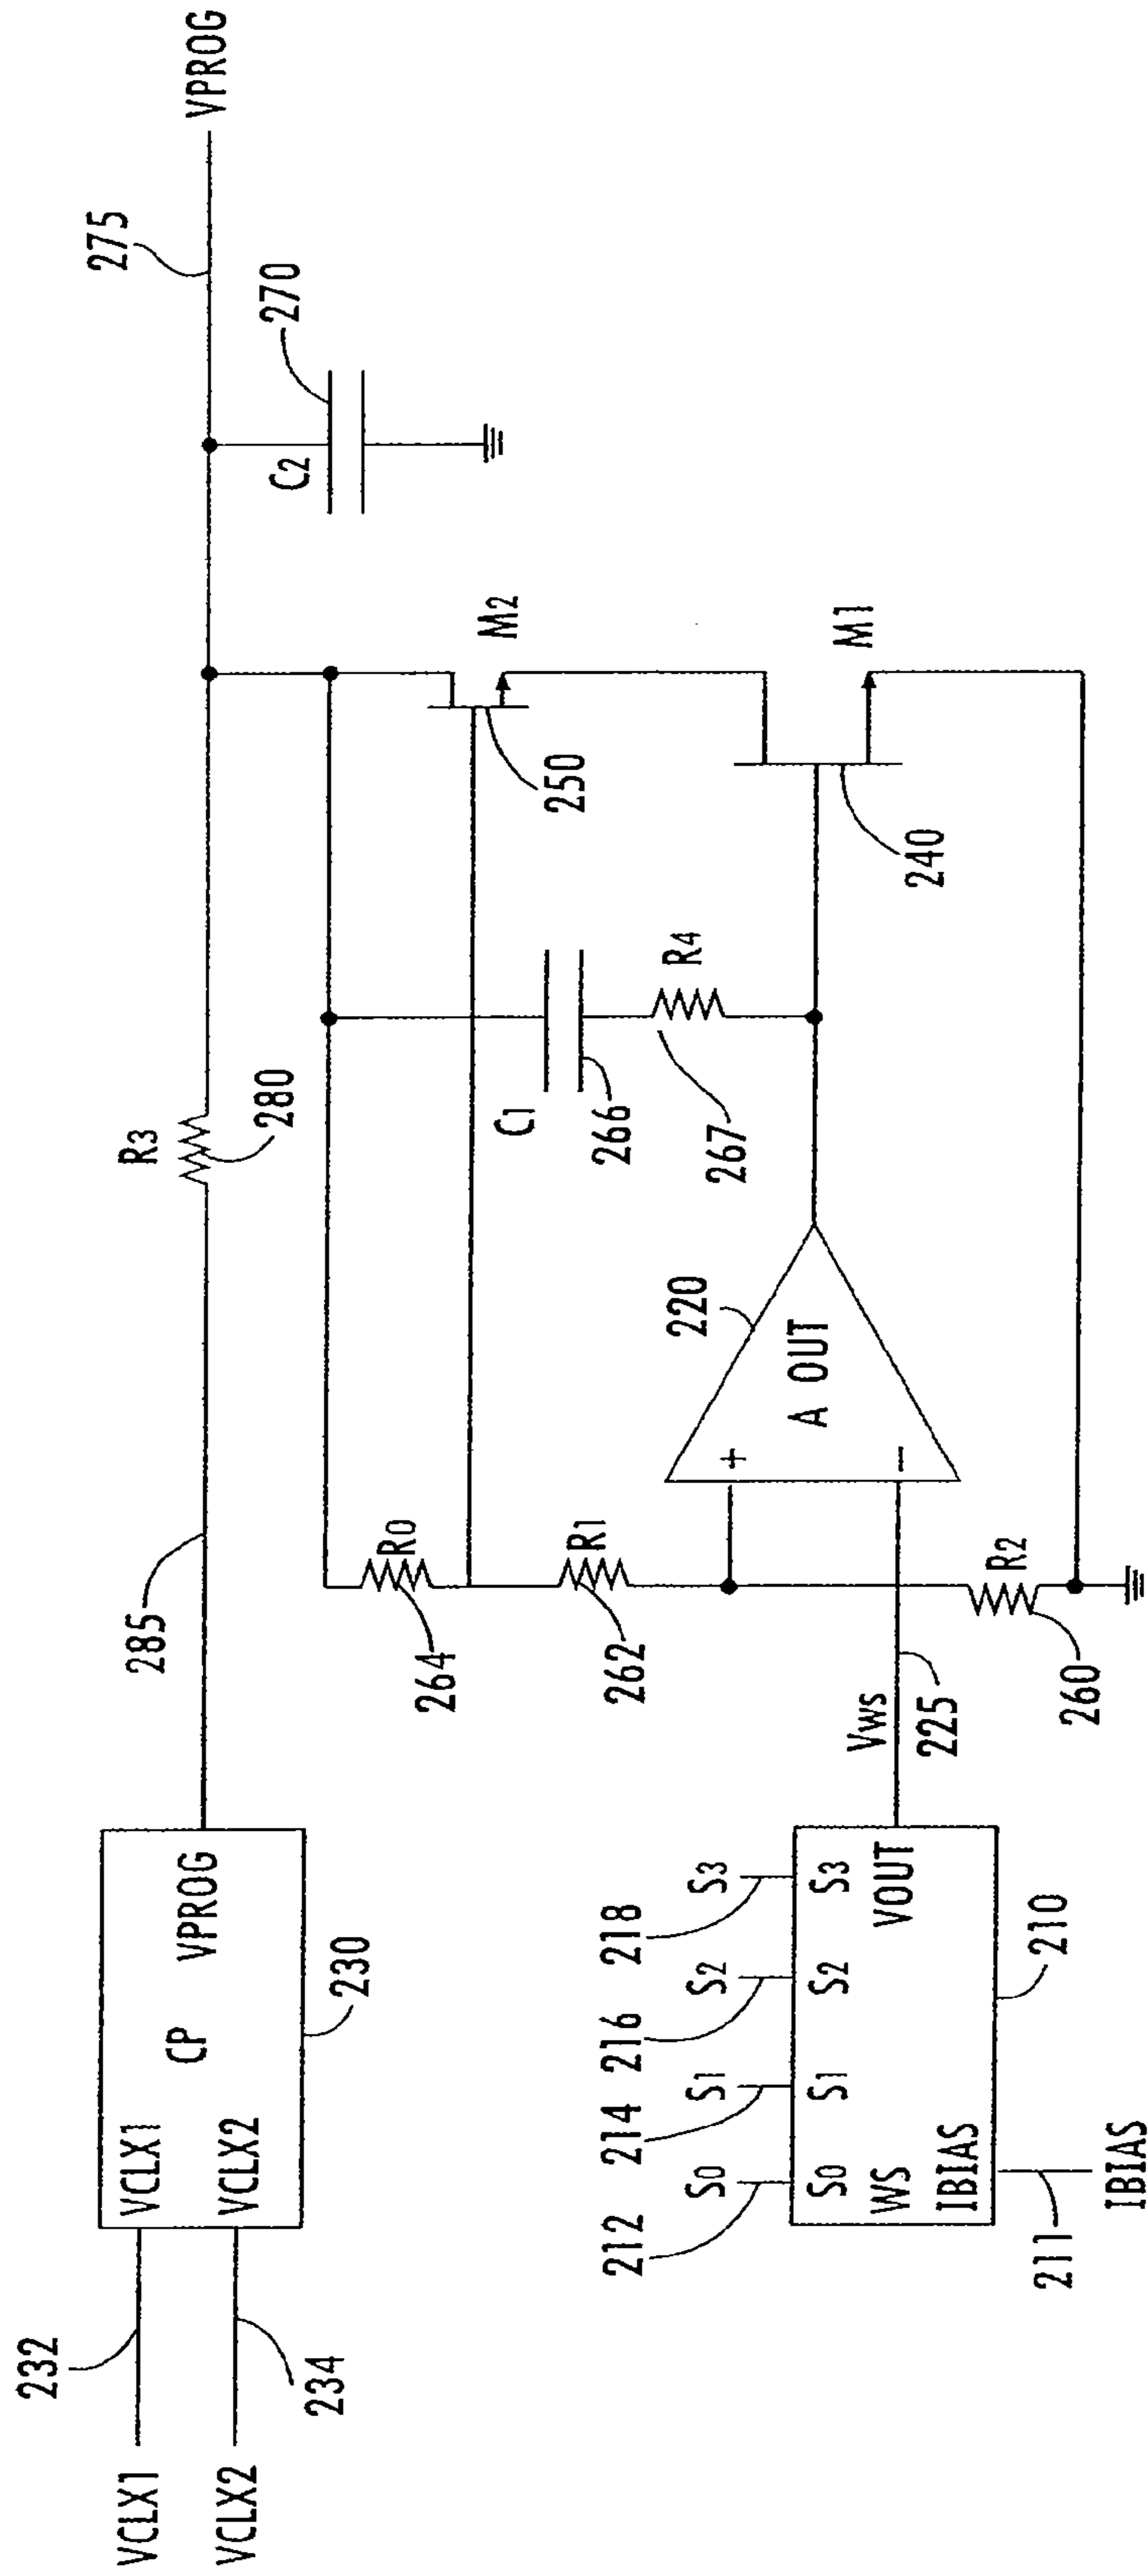 VPROG
275
270
C2
M2
250
M1
240
R3
280
C1
266
R4
267
220
A OUT
+
−
285
R0
264
R1
262
R2
260
VWS
225
VCLX1
VCLX2
232
234
VCLX1
VCLX2
CP
VPROG
230
212
214
216
218
S0
S1
S2
S3
S0
S1
S2
S3
WS
VOUT
IBIAS
210
211
IBIAS